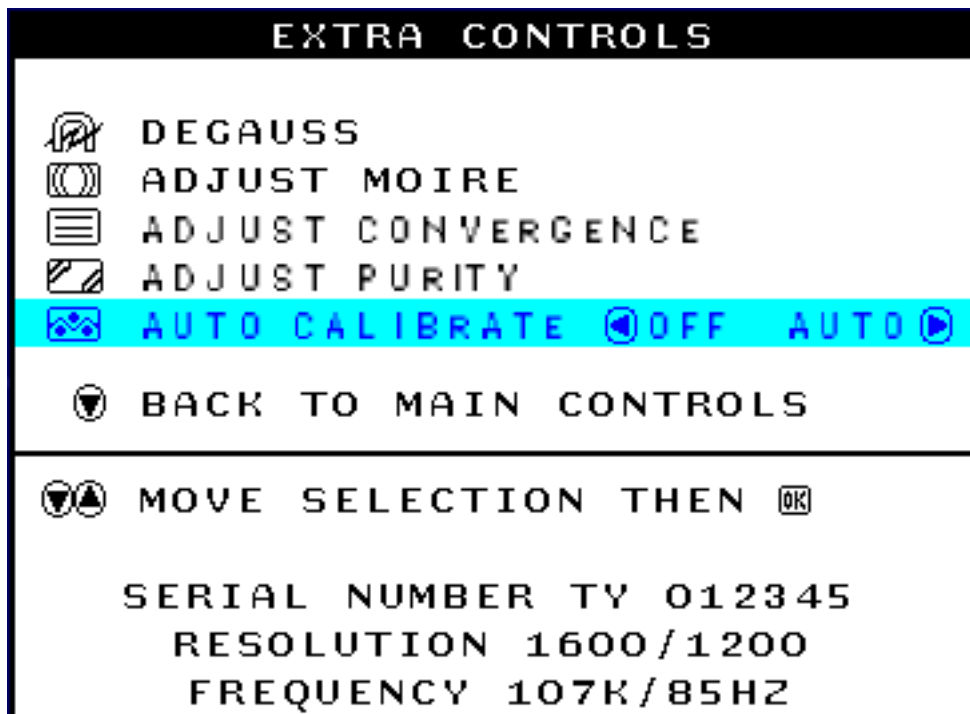 EXTRA CONTROLS
DEGAUSS
ADJUST MOIRE
ADJUST CONVERGENCE
ADJUST PURITY
AUTO CALIBRATE OFF AUTO
BACK TO MAIN CONTROLS
MOVE SELECTION THEN OK
SERIAL NUMBER TY 012345
RESOLUTION 1600/1200
FREQUENCY 107K/85HZ